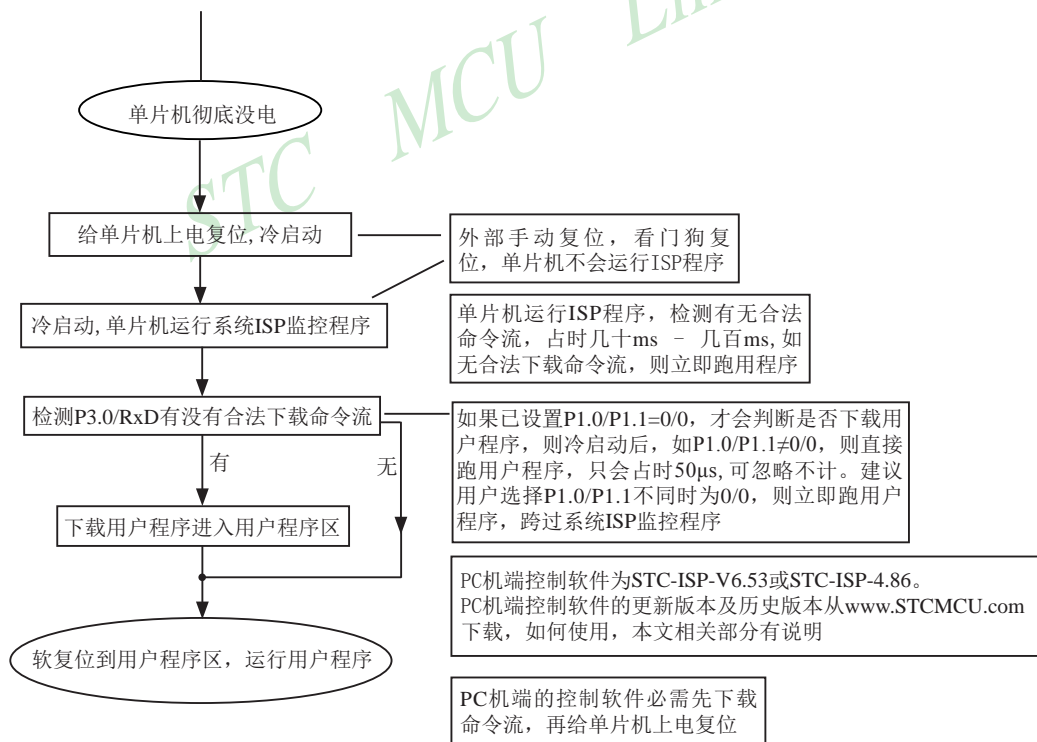 STC MCU Lim
单片机彻底没电
给单片机上电复位,冷启动
外部手动复位，看门狗复
位，单片机不会运行ISP程序
冷启动,单片机运行系统ISP监控程序
单片机运行ISP程序，检测有无合法
命令流，占时几十ms － 几百ms,如
无合法下载命令流，则立即跑用程序
检测P3.0/RxD有没有合法下载命令流
如果已设置P1.0/P1.1=0/0，才会判断是否下载用
户程序，则冷启动后，如P1.0/P1.1≠0/0，则直接
跑用户程序，只会占时50μs,可忽略不计。建议
用户选择P1.0/P1.1不同时为0/0，则立即跑用户
程序，跨过系统ISP监控程序
有
无
下载用户程序进入用户程序区
PC机端控制软件为STC-ISP-V6.53或STC-ISP-4.86。
PC机端控制软件的更新版本及历史版本从www.STCMCU.com
下载，如何使用，本文相关部分有说明
软复位到用户程序区，运行用户程序
PC机端的控制软件必需先下载
命令流，再给单片机上电复位